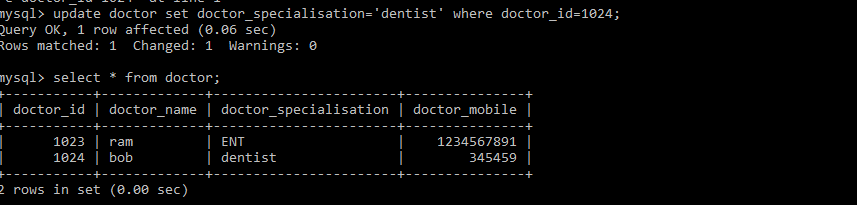 mysql> update doctor set doctor_specialisation='dentist' where doctor_id=1024;
Query OK, 1 row affected (0.06 sec)
Rows matched: 1  Changed: 1  Warnings: 0
mysql> select * from doctor;
+-----------+-------------+-----------------------+---------------+
| doctor_id | doctor_name | doctor_specialisation | doctor_mobile |
+-----------+-------------+-----------------------+---------------+
|      1023 | ram         | ENT                   |    1234567891 |
|      1024 | bob         | dentist               |        345459 |
+-----------+-------------+-----------------------+---------------+
2 rows in set (0.00 sec)